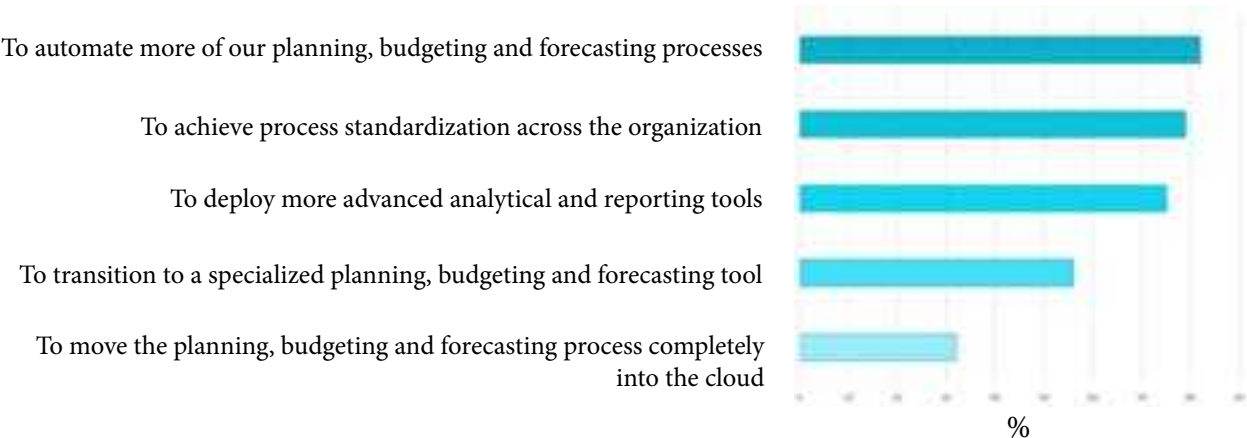 To automate more of our planning, budgeting and forecasting processes
To achieve process standardization across the organization
To deploy more advanced analytical and reporting tools
To transition to a specialized planning, budgeting and forecasting tool
To move the planning, budgeting and forecasting process completely
into the cloud
%